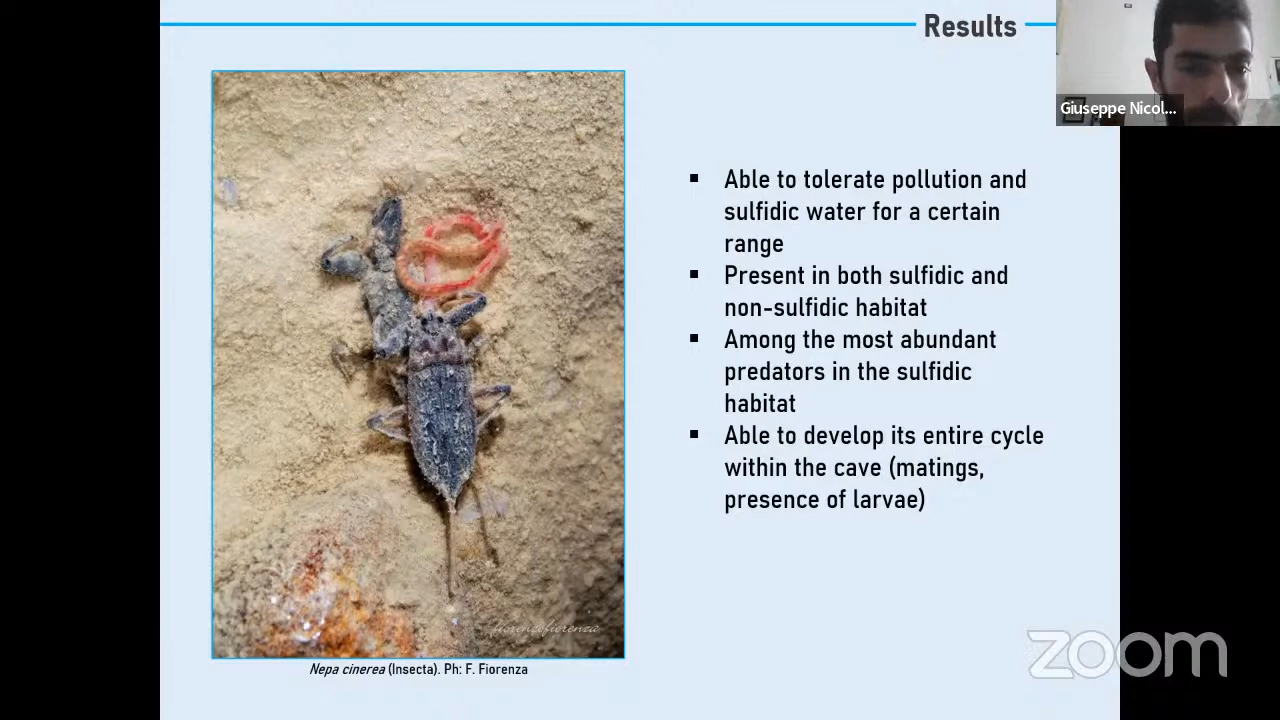 Results
Giuseppe Nicol...
▪ Able to tolerate pollution and
sulfidic water for a certain
range
▪ Present in both sulfidic and
non-sulfidic habitat
▪ Among the most abundant
predators in the sulfidic
habitat
▪ Able to develop its entire cycle
within the cave (matings,
presence of larvae)
fiorenzofiorenza
Nepa cinerea (Insecta). Ph: F. Fiorenza
zoom